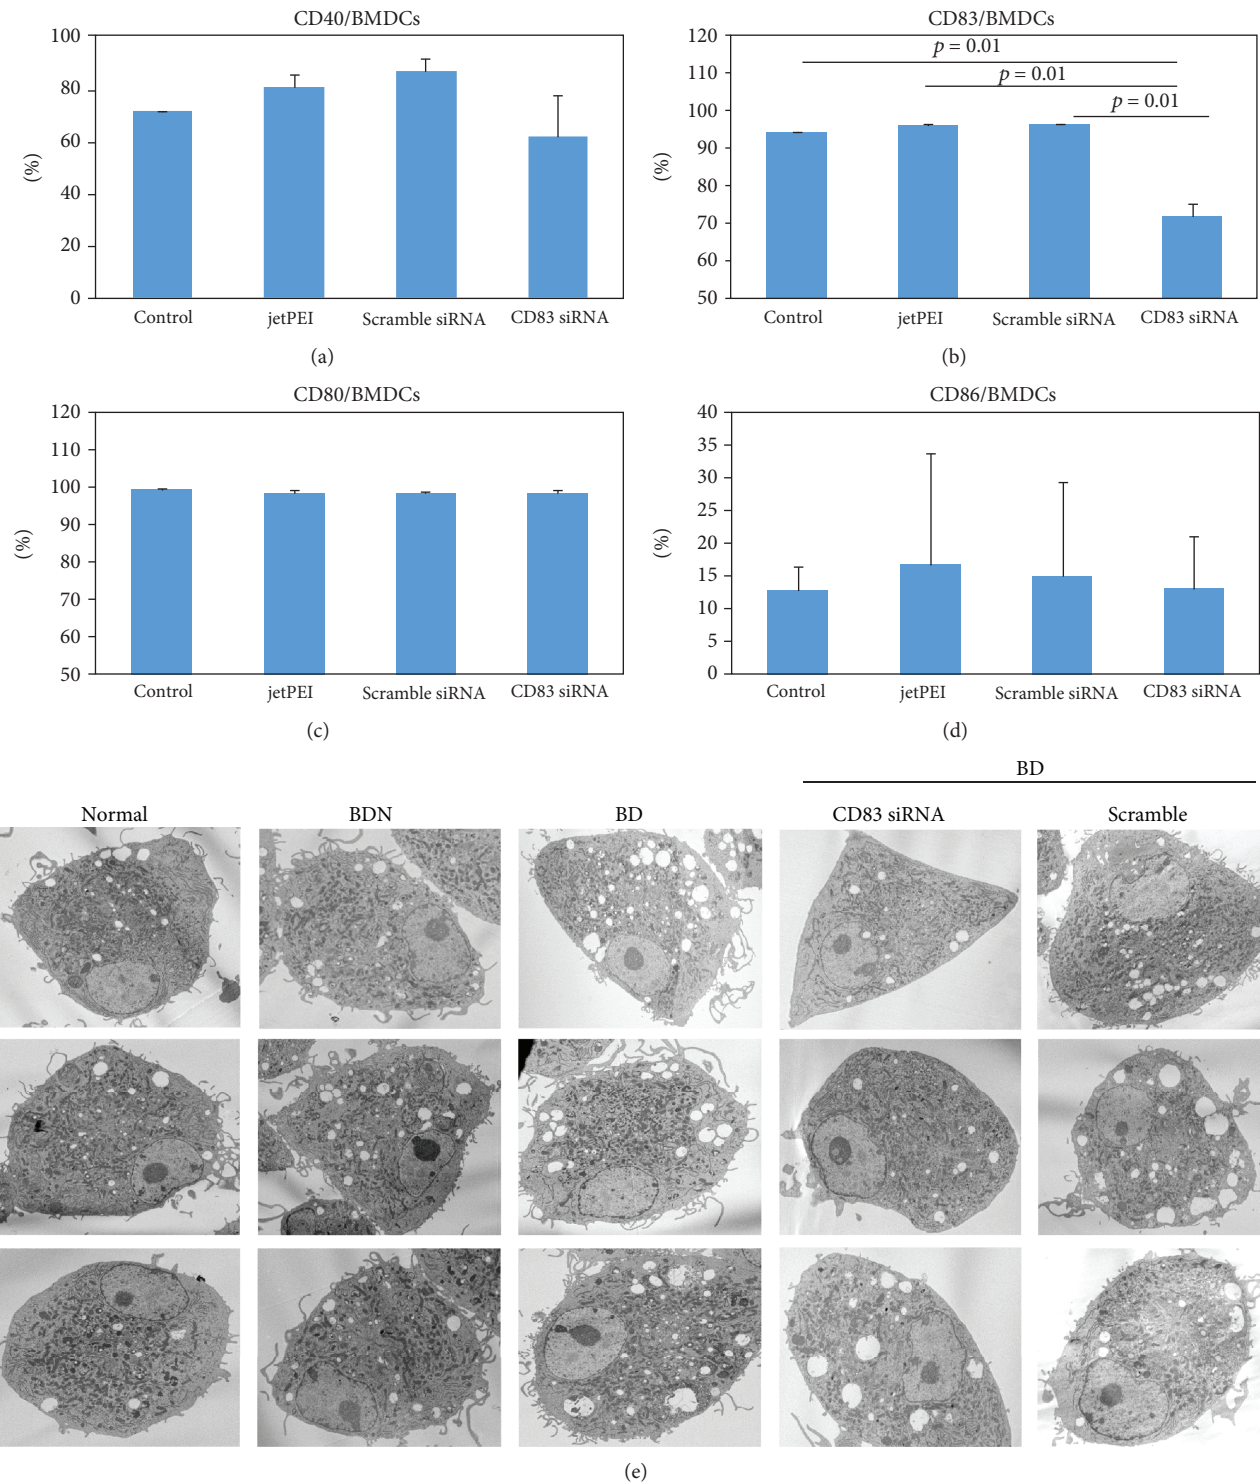 CD40/BMDCs
100
80
60
40
20
0
(%)
Control
jetPEI
Scramble siRNA
CD83 siRNA
(a)
CD83/BMDCs
120
110
100
90
80
70
60
50
(%)
p = 0.01
p = 0.01
p = 0.01
Control
jetPEI
Scramble siRNA
CD83 siRNA
(b)
CD80/BMDCs
120
110
100
90
80
70
60
50
(%)
Control
jetPEI
Scramble siRNA
CD83 siRNA
(c)
CD86/BMDCs
40
35
30
25
20
15
10
5
0
(%)
Control
jetPEI
Scramble siRNA
CD83 siRNA
(d)
BD
Normal
BDN
BD
CD83 siRNA
Scramble
(e)